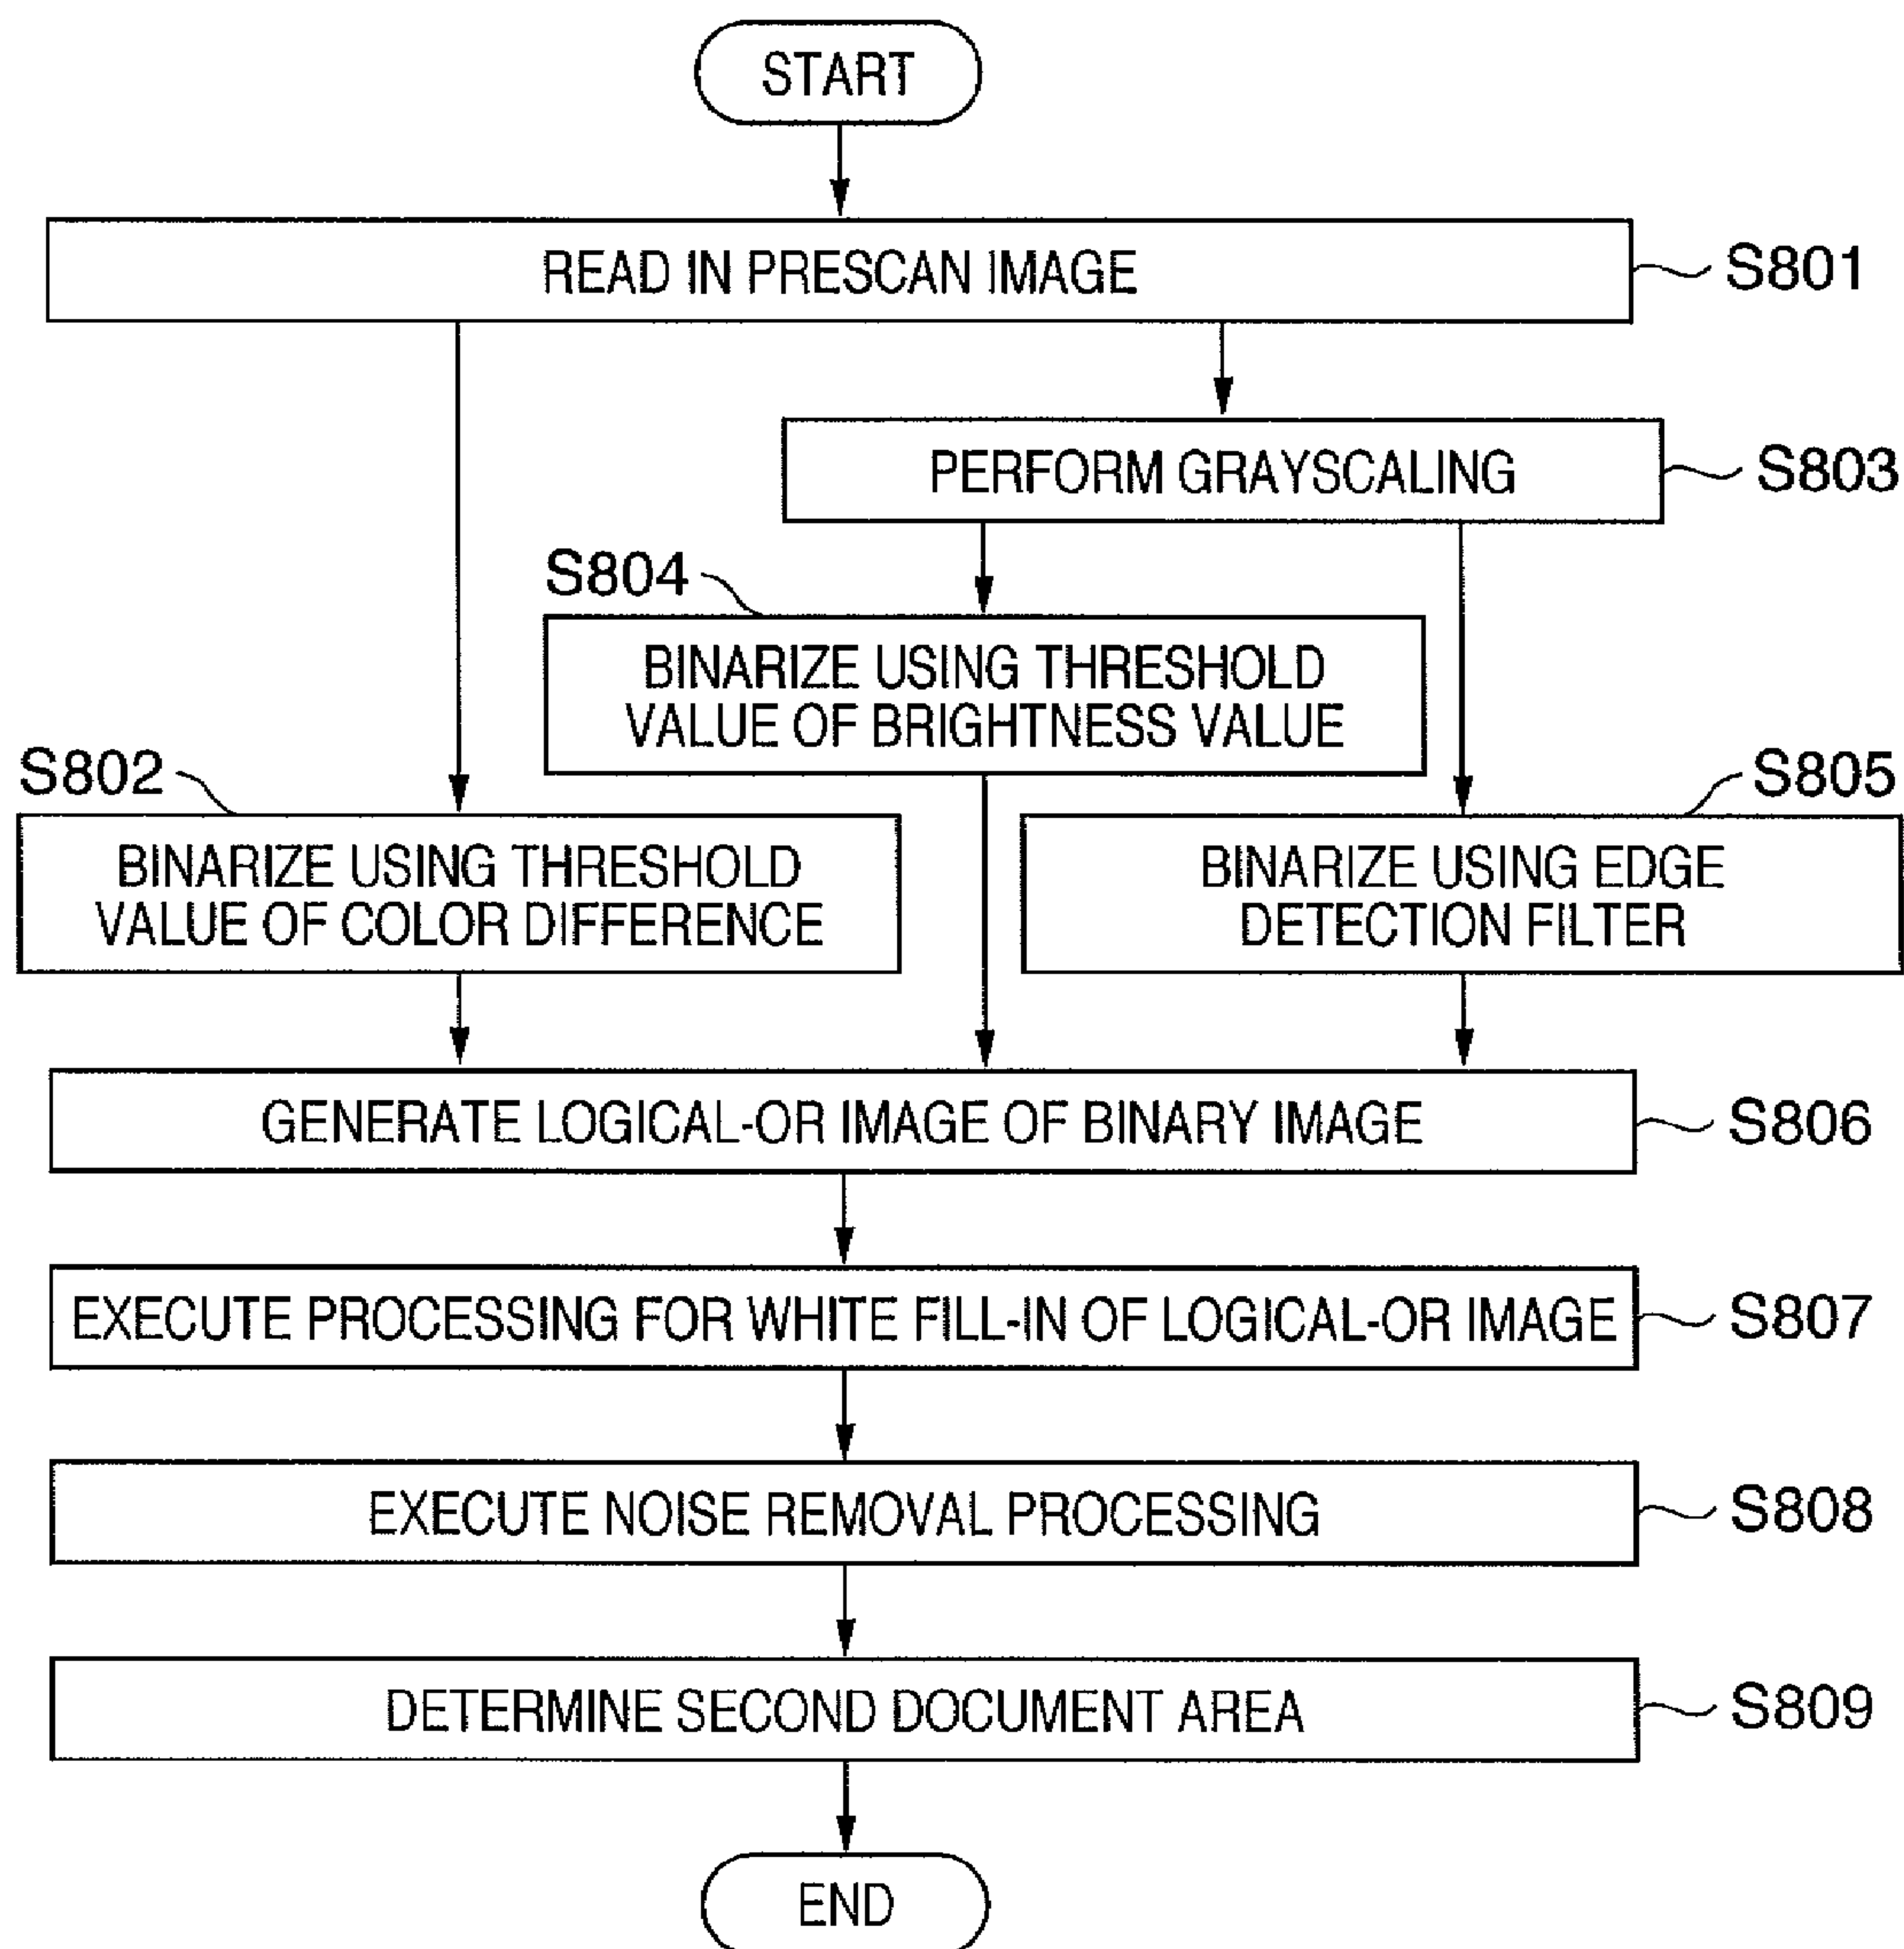 START
READ IN PRESCAN IMAGE
S801
PERFORM GRAYSCALING
S803
S804
BINARIZE USING THRESHOLD
VALUE OF BRIGHTNESS VALUE
S802
BINARIZE USING THRESHOLD
VALUE OF COLOR DIFFERENCE
S805
BINARIZE USING EDGE
DETECTION FILTER
GENERATE LOGICAL-OR IMAGE OF BINARY IMAGE
S806
EXECUTE PROCESSING FOR WHITE FILL-IN OF LOGICAL-OR IMAGE
S807
EXECUTE NOISE REMOVAL PROCESSING
S808
DETERMINE SECOND DOCUMENT AREA
S809
END